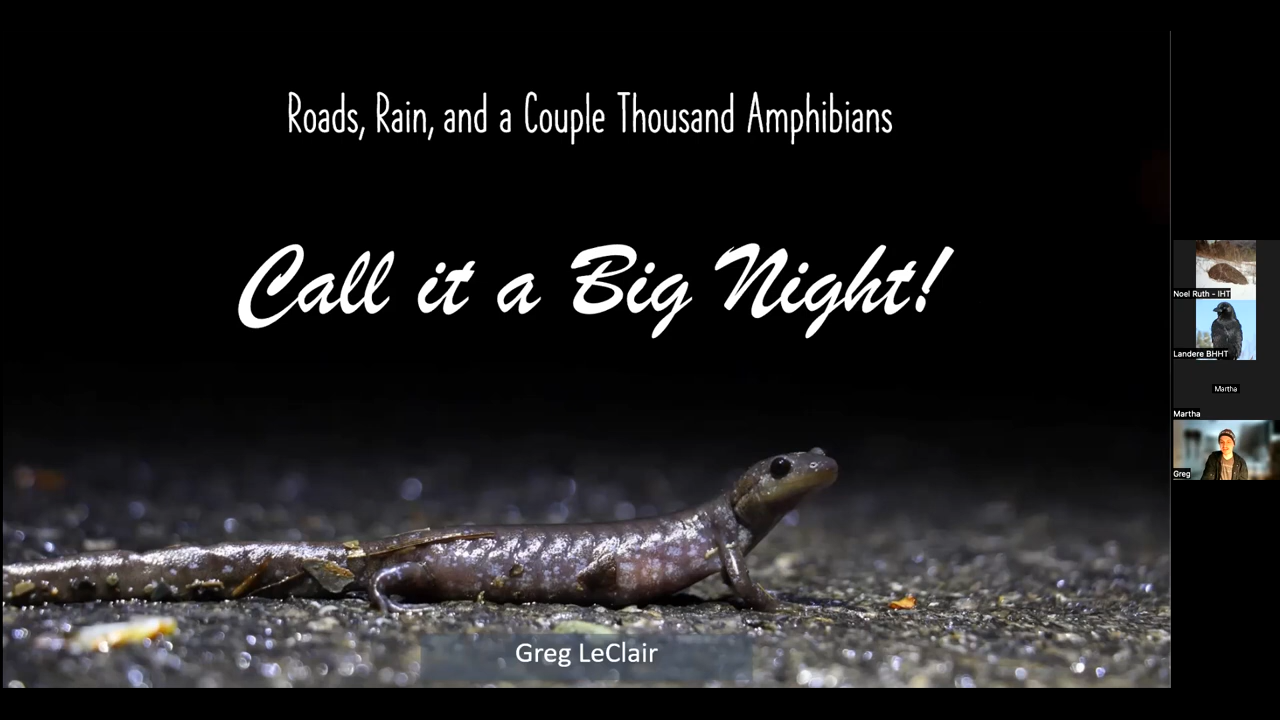 Roads, Rain, and a Couple Thousand Amphibians
Call it a Big Night!
Greg LeClair
Noel Ruth - IHT
Landere BHHT
Martha
Martha
Greg